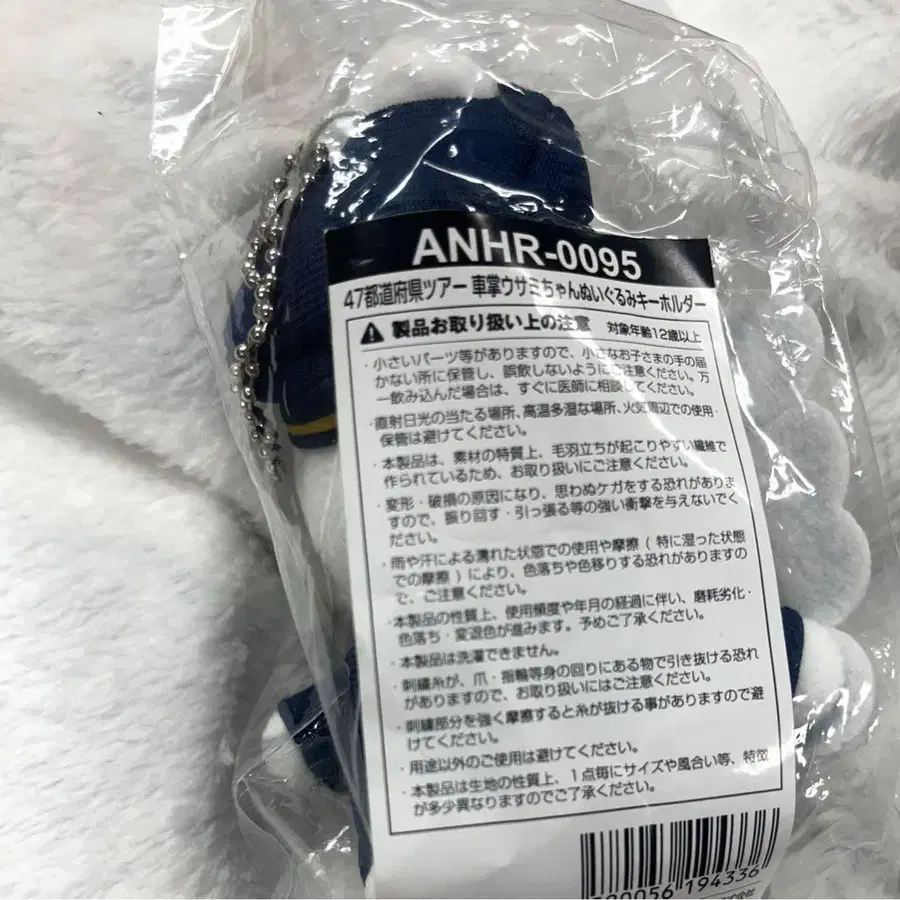 ANHR-0095
47都道府県ツアー 車掌ウサミちゃんぬいぐるみキーホルダー
製品お取り扱い上の注意 対象年齢12歳以上
・小さいパーツ等がありますので、小さなお子さまの手の届
かない所に保管し、誤飲しないようにご注意ください。万
一飲み込んだ場合は、すぐに医師に相談してください。
・直射日光の当たる場所、高温多湿な場所、火気周辺での使用・
保管は避けてください。
・本製品は、素材の特質上、毛羽立ちが起こりやすい繊維で
作られているため、お取り扱いにご注意ください。
・変形・破損の原因になり、思わぬケガをする恐れがありま
すので、振り回す・引っ張る等の強い衝撃を与えないでく
ださい。
・雨や汗による濡れた状態での使用や摩擦(特に湿った状態
での摩擦)により、色落ちや色移りする恐れがありますの
で、ご注意ください。
・本製品の性質上、使用頻度や年月の経過に伴い、磨耗劣化・
色落ち・変退色が進みます。予めご了承ください。
・本製品は洗濯できません。
・刺繍糸が、爪・指輪等身の回りにある物で引き抜ける恐れ
がありますので、お取り扱いにはご注意ください。
・刺繍部分を強く摩擦すると糸が抜ける事がありますので避
けてください。
・用途以外のご使用は避けてください。
・本製品は生地の性質上、1点毎にサイズや風合い等、特徴
が多少異なりますのでご了承ください。
580056 194336